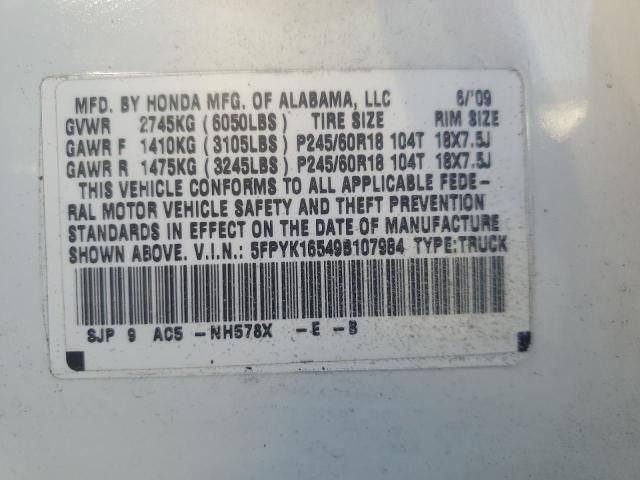 MFD. BY HONDA MFG. OF ALABAMA, LLC 6/'09
GVWR 2745KG (6050LBS) TIRE SIZE RIM SIZE
GAWR F 1410KG (3105LBS) P245/60R18 104T 18X7.5J
GAWR R 1475KG (3245LBS) P245/60R18 104T 18X7.5J
THIS VEHICLE CONFORMS TO ALL APPLICABLE FEDE-
RAL MOTOR VEHICLE SAFETY AND THEFT PREVENTION
STANDARDS IN EFFECT ON THE DATE OF MANUFACTURE
SHOWN ABOVE. V.I.N.: 5FPYK16549B107984 TYPE:TRUCK
SJP 9 AC5 -NH578X -E -B